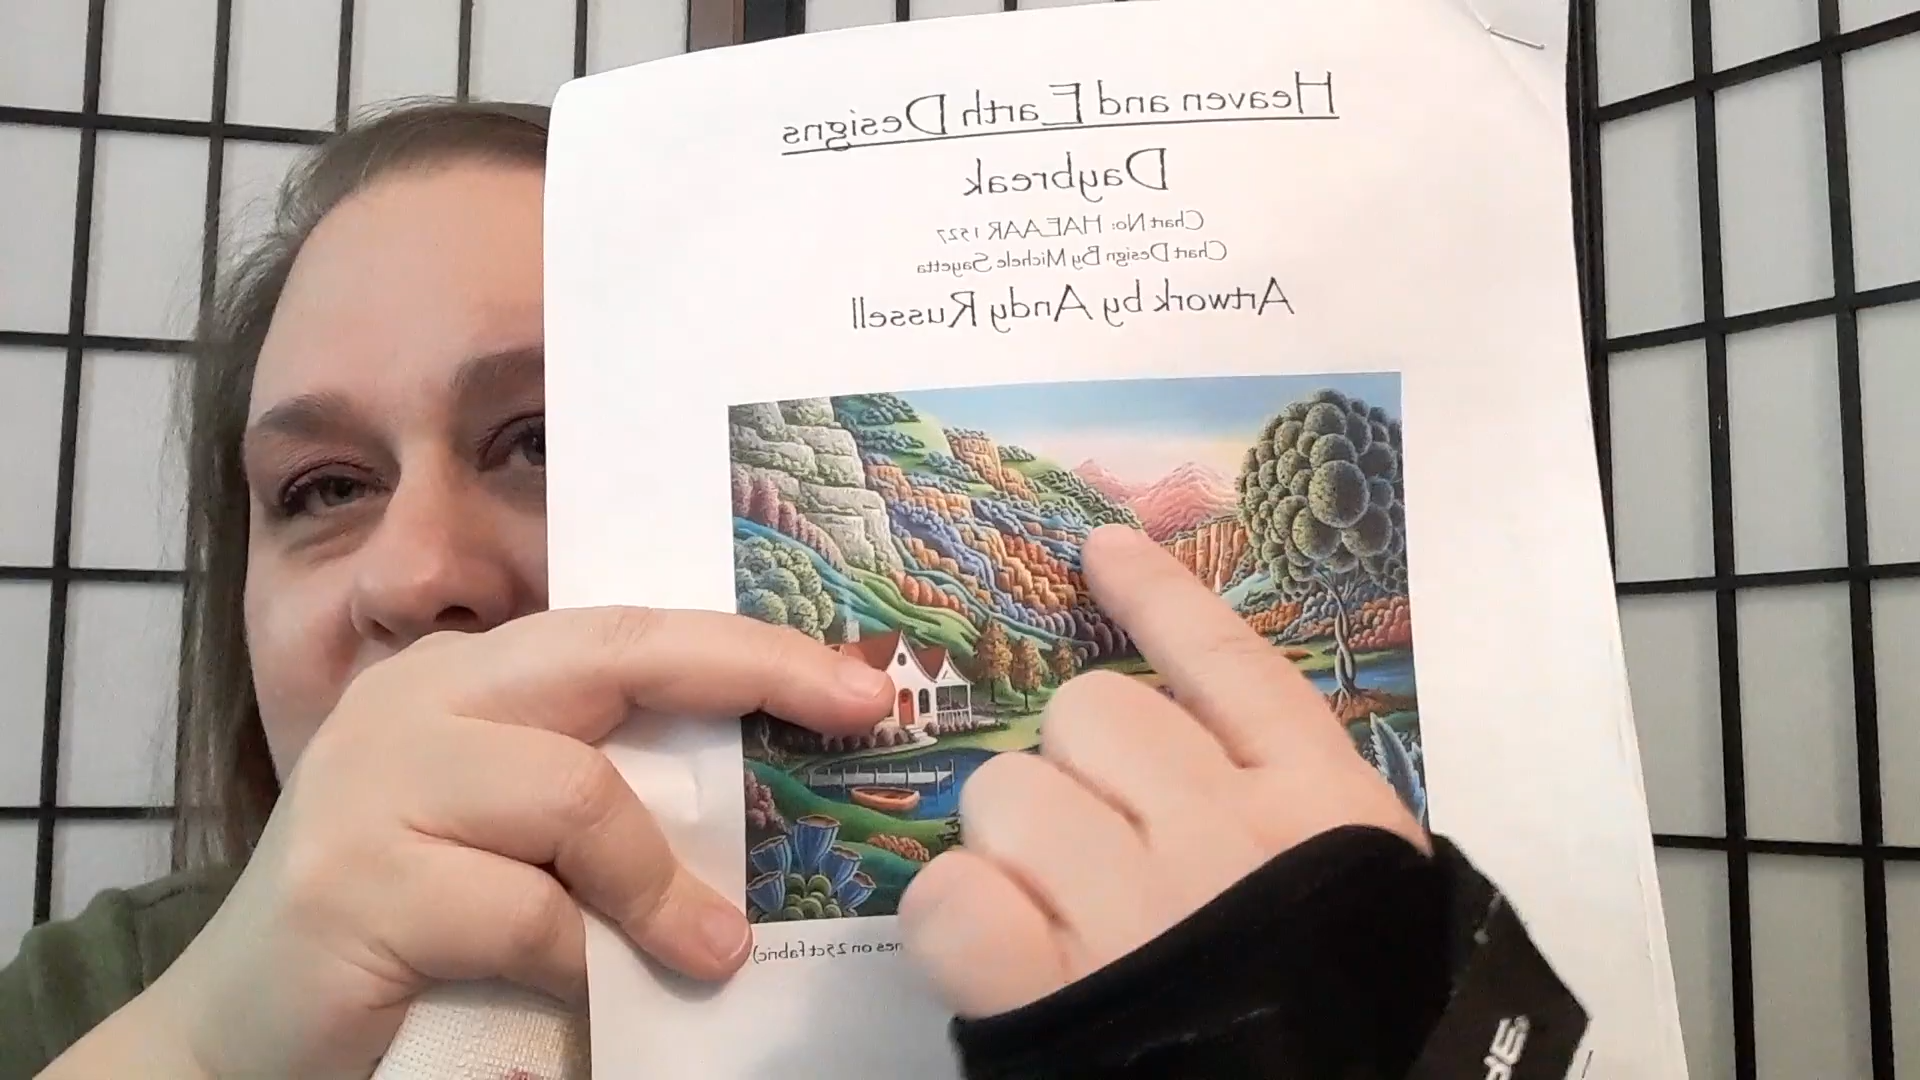 Heaven and Earth Designs
Daybreak
Chart No: HAEAAR 1527
Chart Design By Michele Sayetta
Artwork by Andy Russell
on 25ct fabric)